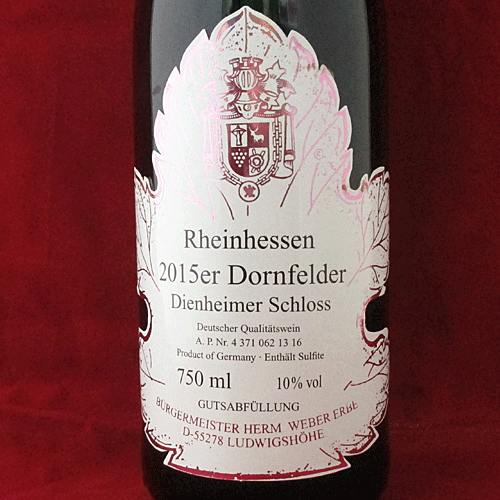 Rheinhessen
2015er Dornfelder
Dienheimer Schloss
Deutscher Qualitätswein
A. P. Nr. 4 371 062 13 16
Product of Germany · Enthält Sulfite
750 ml 10% vol
GUTSABFÜLLUNG
BÜRGERMEISTER HERM WEBER ERBE
D-55278 LUDWIGSHÖHE